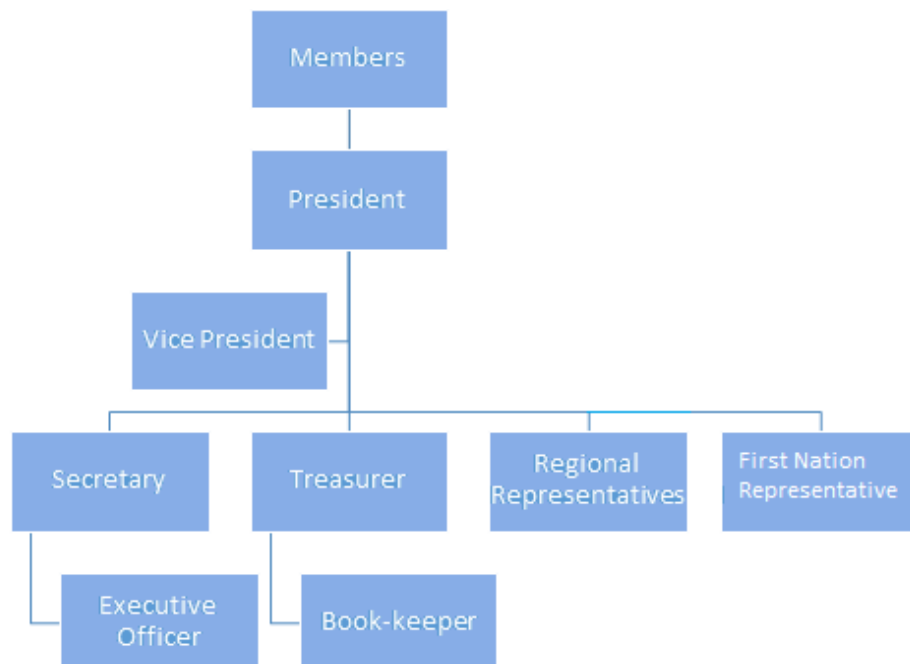 Members
President
Vice President
Secretary
Treasurer
Regional
Representatives
First Nation
Representative
Executive
Officer
Book-keeper